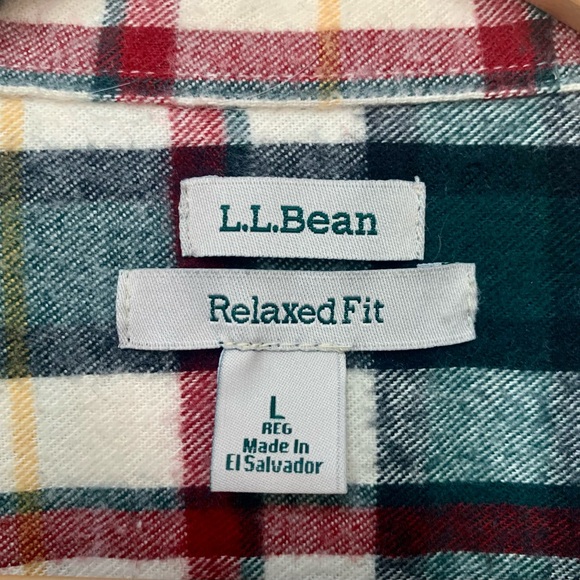 L.L.Bean
Relaxed Fit
L
REG
Made In
El Salvador